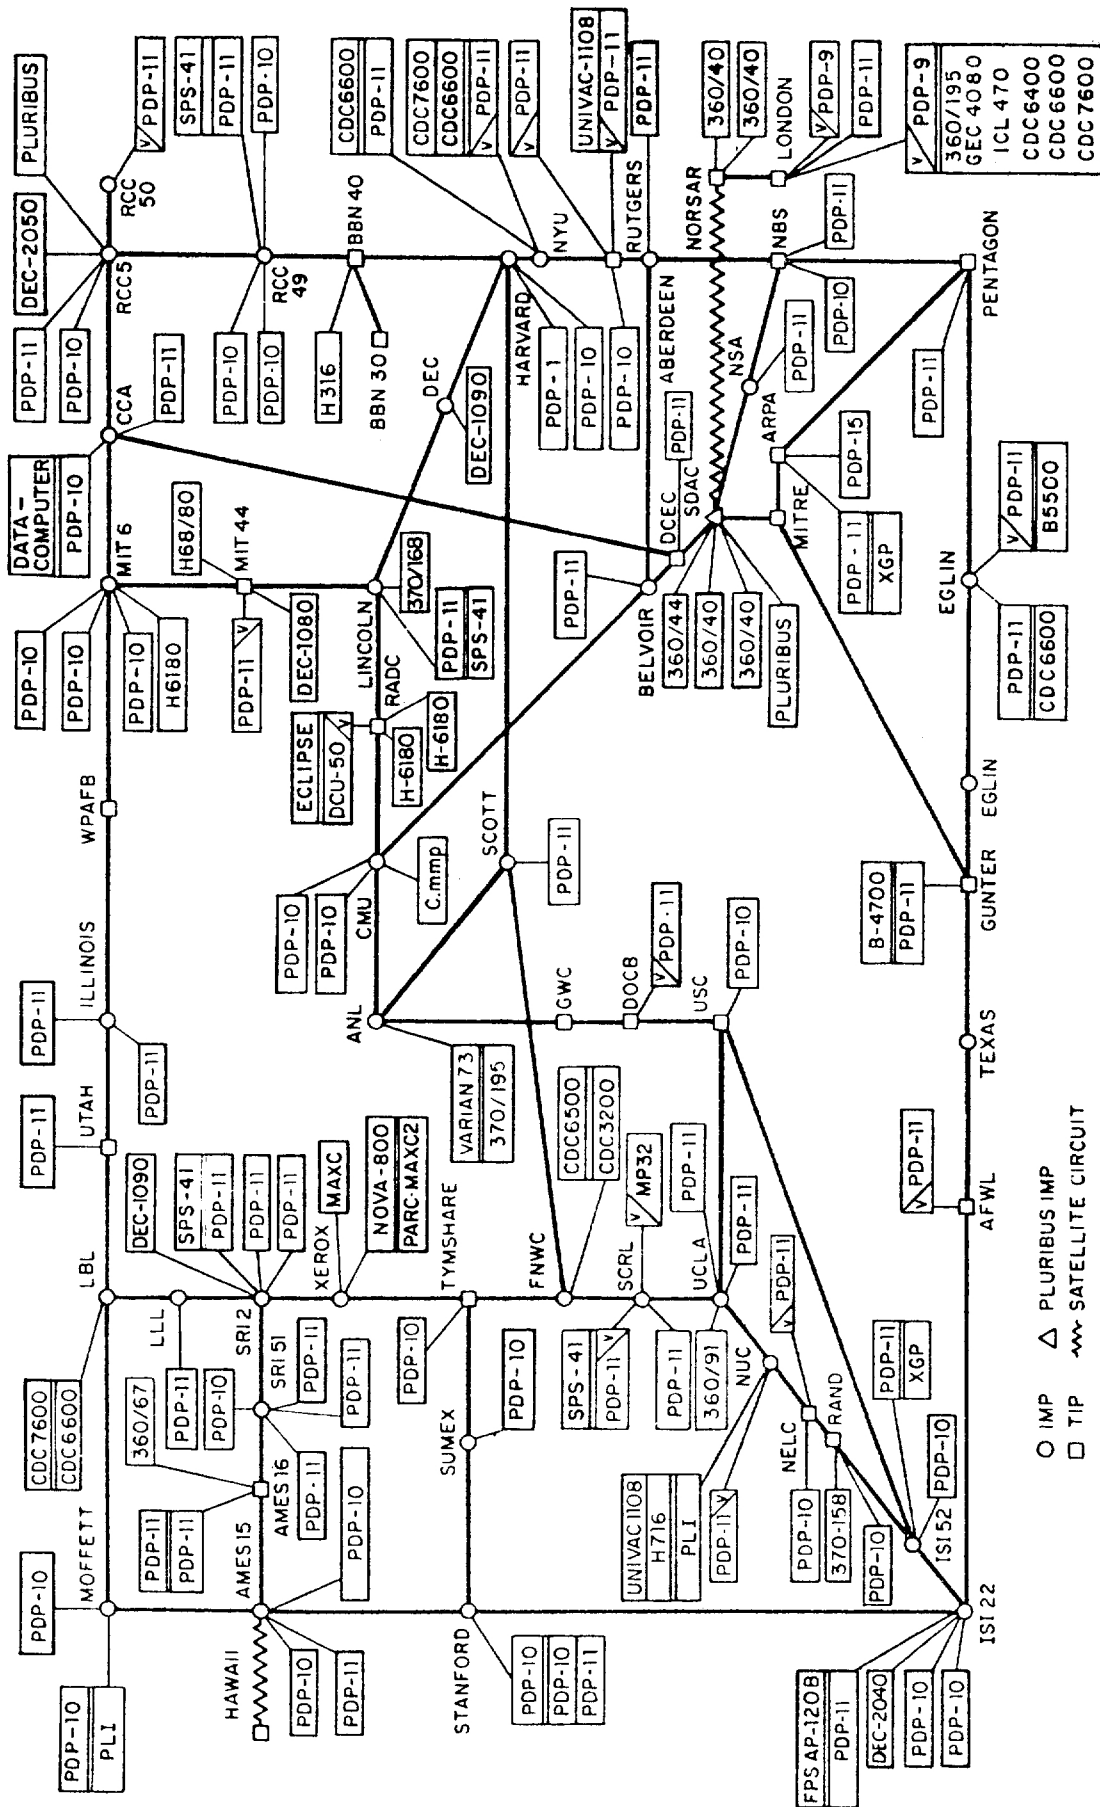 PDP-10
PLI
PDP-10
MOFFETT
CDC7600
CDC6600
LBL
PDP-11
UTAH
PDP-11
ILLINOIS
PDP-11
WPAFB
PDP-10
PDP-10
PDP-10
H6180
MIT 6
DATA-
COMPUTER
PDP-10
CCA
PDP-11
PDP-11
PDP-10
DEC-2050
PLURIBUS
RCC5
RCC
50
V PDP-11
SPS-41
PDP-11
PDP-10
HAWAII
AMES15
PDP-10
PDP-11
PDP-10
PDP-11
PDP-11
360/67
AMES16
PDP-11
PDP-10
SRI 51
PDP-11
PDP-11
LLL
PDP-11
SRI 2
DEC-1090
SPS-41
PDP-11
PDP-11
PDP-11
XEROX
MAXC
NOVA-800
PARC-MAXC2
H68/80
MIT 44
PDP-11 V
DEC-1080
PDP-10
PDP-10
RCC
49
BBN 40
H316
BBN 30
CDC6600
PDP-11
CDC7600
CDC6600
V PDP-11
V PDP-11
STANFORD
PDP-10
PDP-10
PDP-11
SUMEX
PDP-10
TYMSHARE
PDP-10
ANL
VARIAN 73
370/195
CMU
PDP-10
PDP-10
C.mmp
RADC
ECLIPSE
DCU-50 V
H-6180
H-6180
LINCOLN
370/168
PDP-11
SPS-41
DEC
DEC-1090
HARVARD
PDP-1
PDP-10
NYU
PDP-10
UNIVAC-1108
V PDP-11
PDP-11
RUTGERS
SCOTT
PDP-11
FNWC
CDC6500
CDC3200
GWC
DOCB
V PDP-11
USC
PDP-10
SCRL
V MP32
SPS-41
PDP-11 V
PDP-11
360/91
UCLA
PDP-11
PDP-11
NUC
UNIVAC1108
H716
PLI
PDP-11 V
V PDP-11
NELC
PDP-10
RAND
370-158
PDP-10
PDP-11
XGP
PDP-10
ISI52
BELVOIR
PDP-11
ABERDEEN
DCEC
PDP-11
SDAC
360/44
360/40
360/40
PLURIBUS
NORSAR
360/40
360/40
LONDON
V PDP-9
PDP-11
V PDP-9
360/195
GEC 4080
ICL 470
CDC6400
CDC6600
CDC7600
NSA
PDP-11
NBS
PDP-11
PDP-10
MITRE
ARPA
PDP-15
PDP-11
XGP
PENTAGON
PDP-11
ISI 22
FPS AP-120B
PDP-11
DEC-2040
PDP-10
PDP-10
AFWL
V PDP-11
TEXAS
GUNTER
B-4700
PDP-11
EGLIN
EGLIN
PDP-11
CDC6600
V PDP-11
B5500
IMP
PLURIBUS IMP
TIP
SATELLITE CIRCUIT